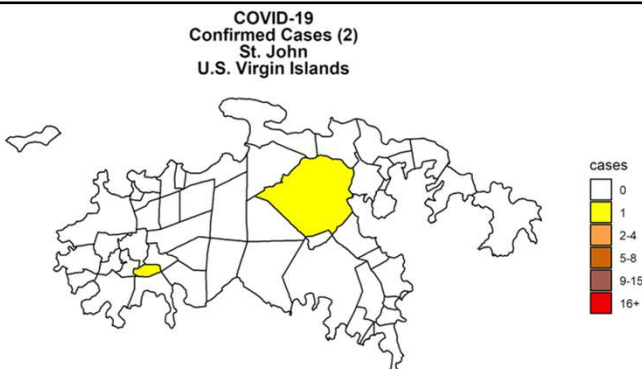 COVID-19
Confirmed Cases (2)
St. John
U.S. Virgin Islands
cases
0
1
2-4
5-8
9-15
16+